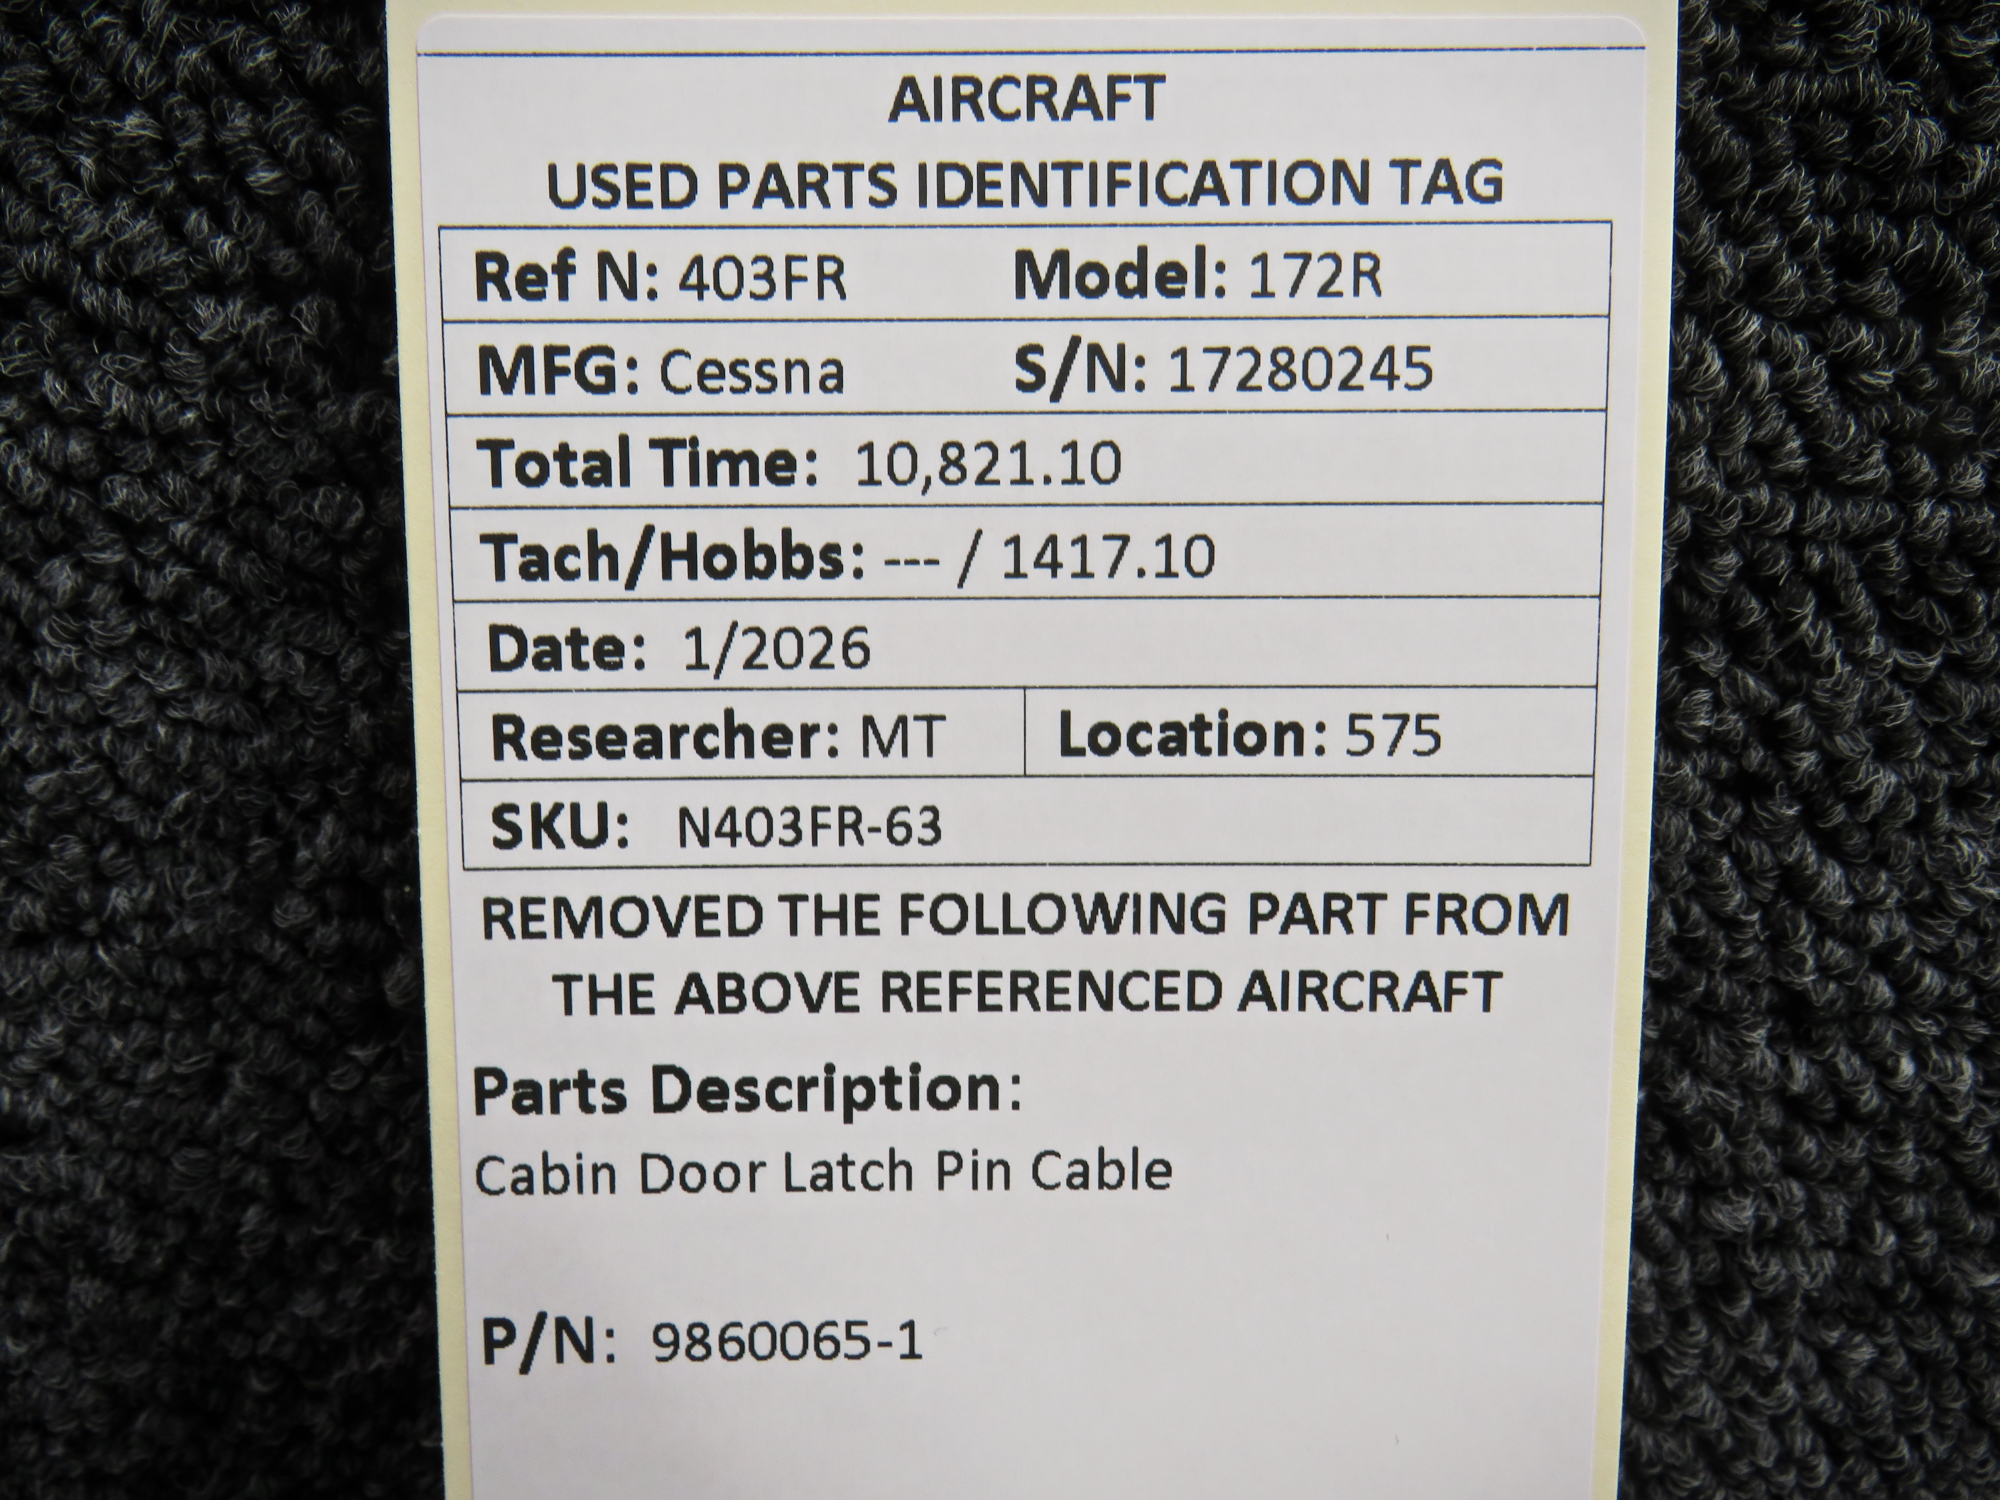 AIRCRAFT
USED PARTS IDENTIFICATION TAG
Ref N: 403FR Model: 172R
MFG: Cessna S/N: 17280245
Total Time: 10,821.10
Tach/Hobbs: --- / 1417.10
Date: 1/2026
Researcher: MT Location: 575
SKU: N403FR-63
REMOVED THE FOLLOWING PART FROM
THE ABOVE REFERENCED AIRCRAFT
Parts Description:
Cabin Door Latch Pin Cable
P/N: 9860065-1